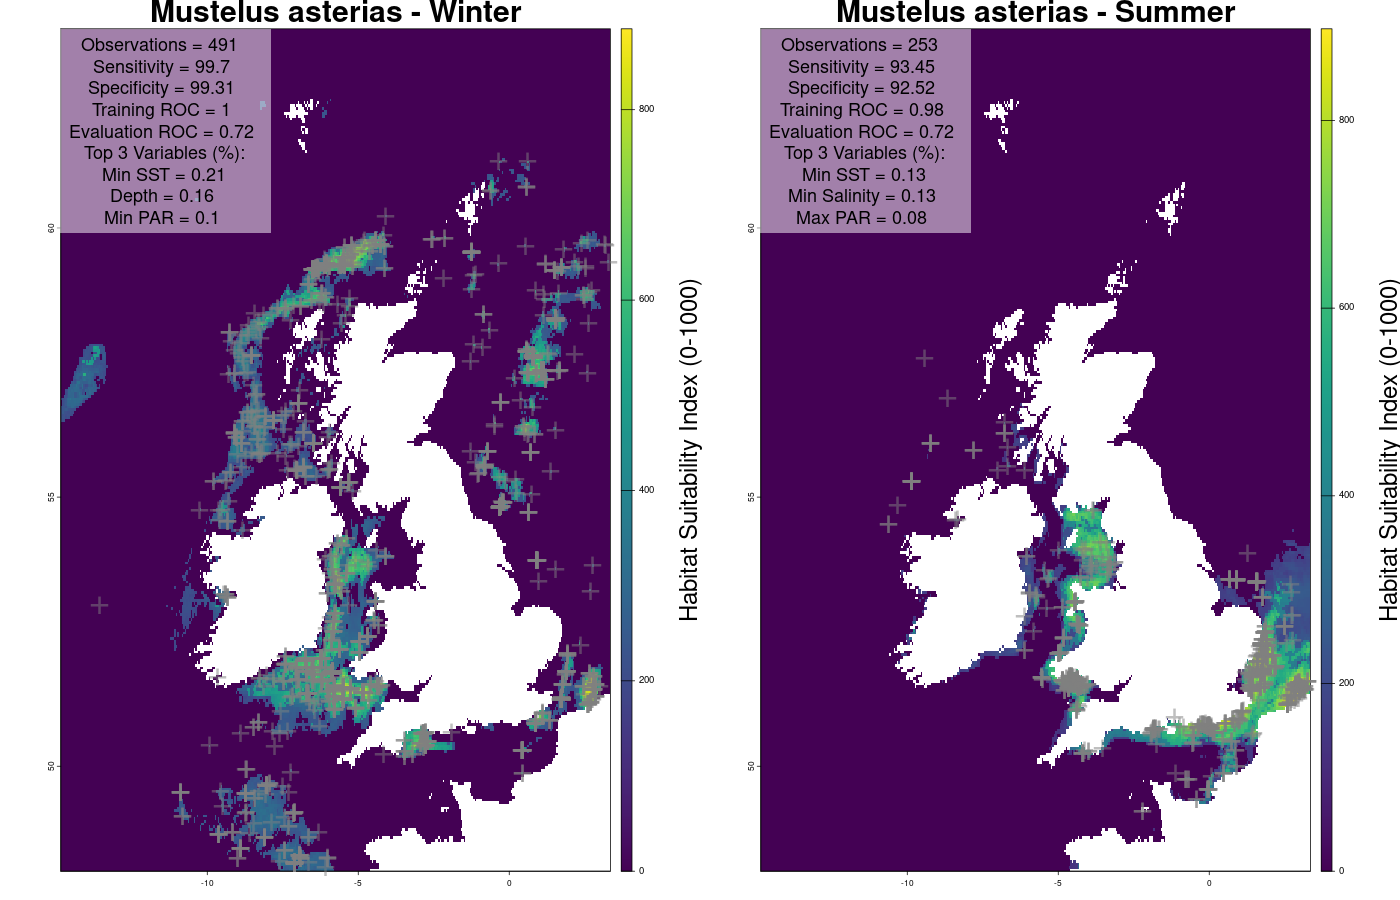 Mustelus asterias - Winter
Observations = 491
Sensitivity = 99.7
Specificity = 99.31
Training ROC = 1
Evaluation ROC = 0.72
Top 3 Variables (%):
Min SST = 0.21
Depth = 0.16
Min PAR = 0.1
60
55
50
-10
-5
0
800
600
400
200
0
Habitat Suitability Index (0-1000)
Mustelus asterias - Summer
Observations = 253
Sensitivity = 93.45
Specificity = 92.52
Training ROC = 0.98
Evaluation ROC = 0.72
Top 3 Variables (%):
Min SST = 0.13
Min Salinity = 0.13
Max PAR = 0.08
60
55
50
-10
-5
0
800
600
400
200
0
Habitat Suitability Index (0-1000)